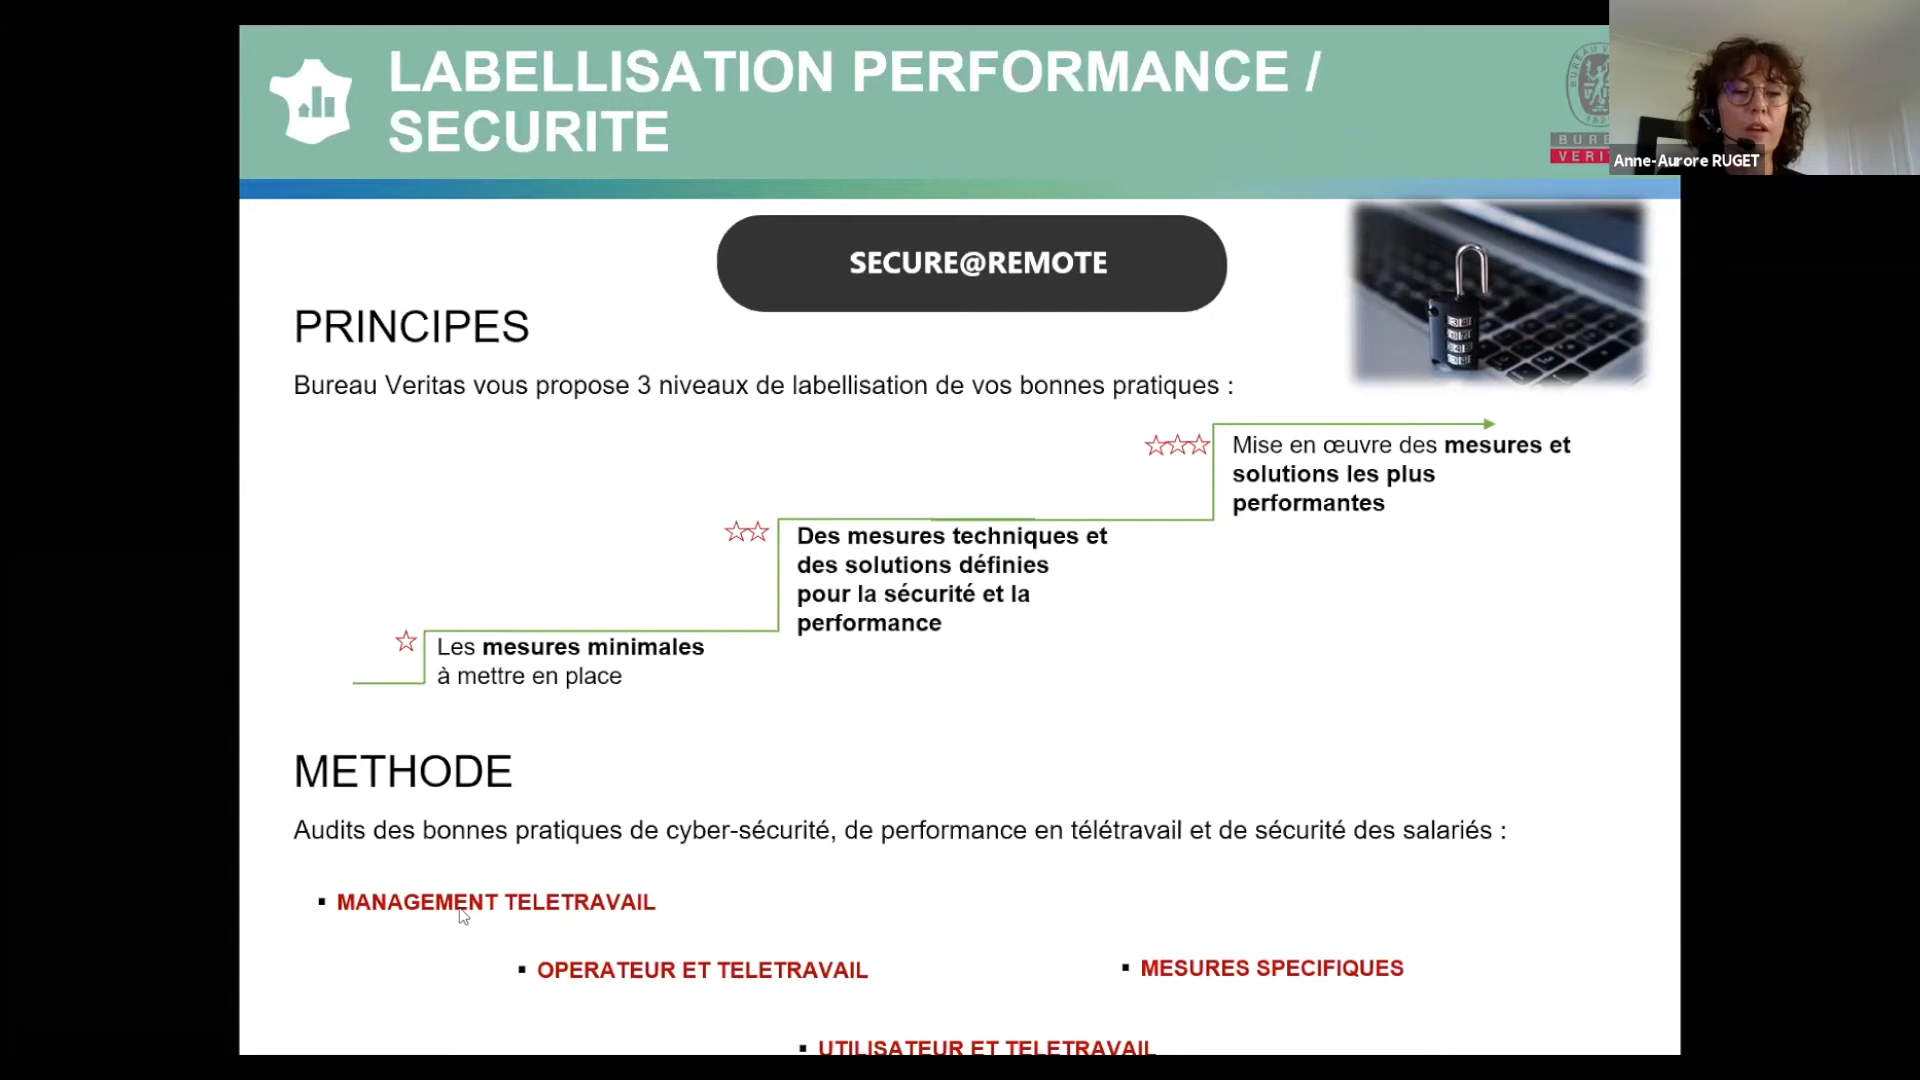 LABELLISATION PERFORMANCE /
SECURITE
Anne-Aurore RUGET
SECURE@REMOTE
PRINCIPES
Bureau Veritas vous propose 3 niveaux de labellisation de vos bonnes pratiques :
Mise en œuvre des mesures et
solutions les plus
performantes
Des mesures techniques et
des solutions définies
pour la sécurité et la
performance
Les mesures minimales
à mettre en place
METHODE
Audits des bonnes pratiques de cyber-sécurité, de performance en télétravail et de sécurité des salariés :
▪ MANAGEMENT TELETRAVAIL
▪ OPERATEUR ET TELETRAVAIL
▪ MESURES SPECIFIQUES
▪ UTILISATEUR ET TELETRAVAIL